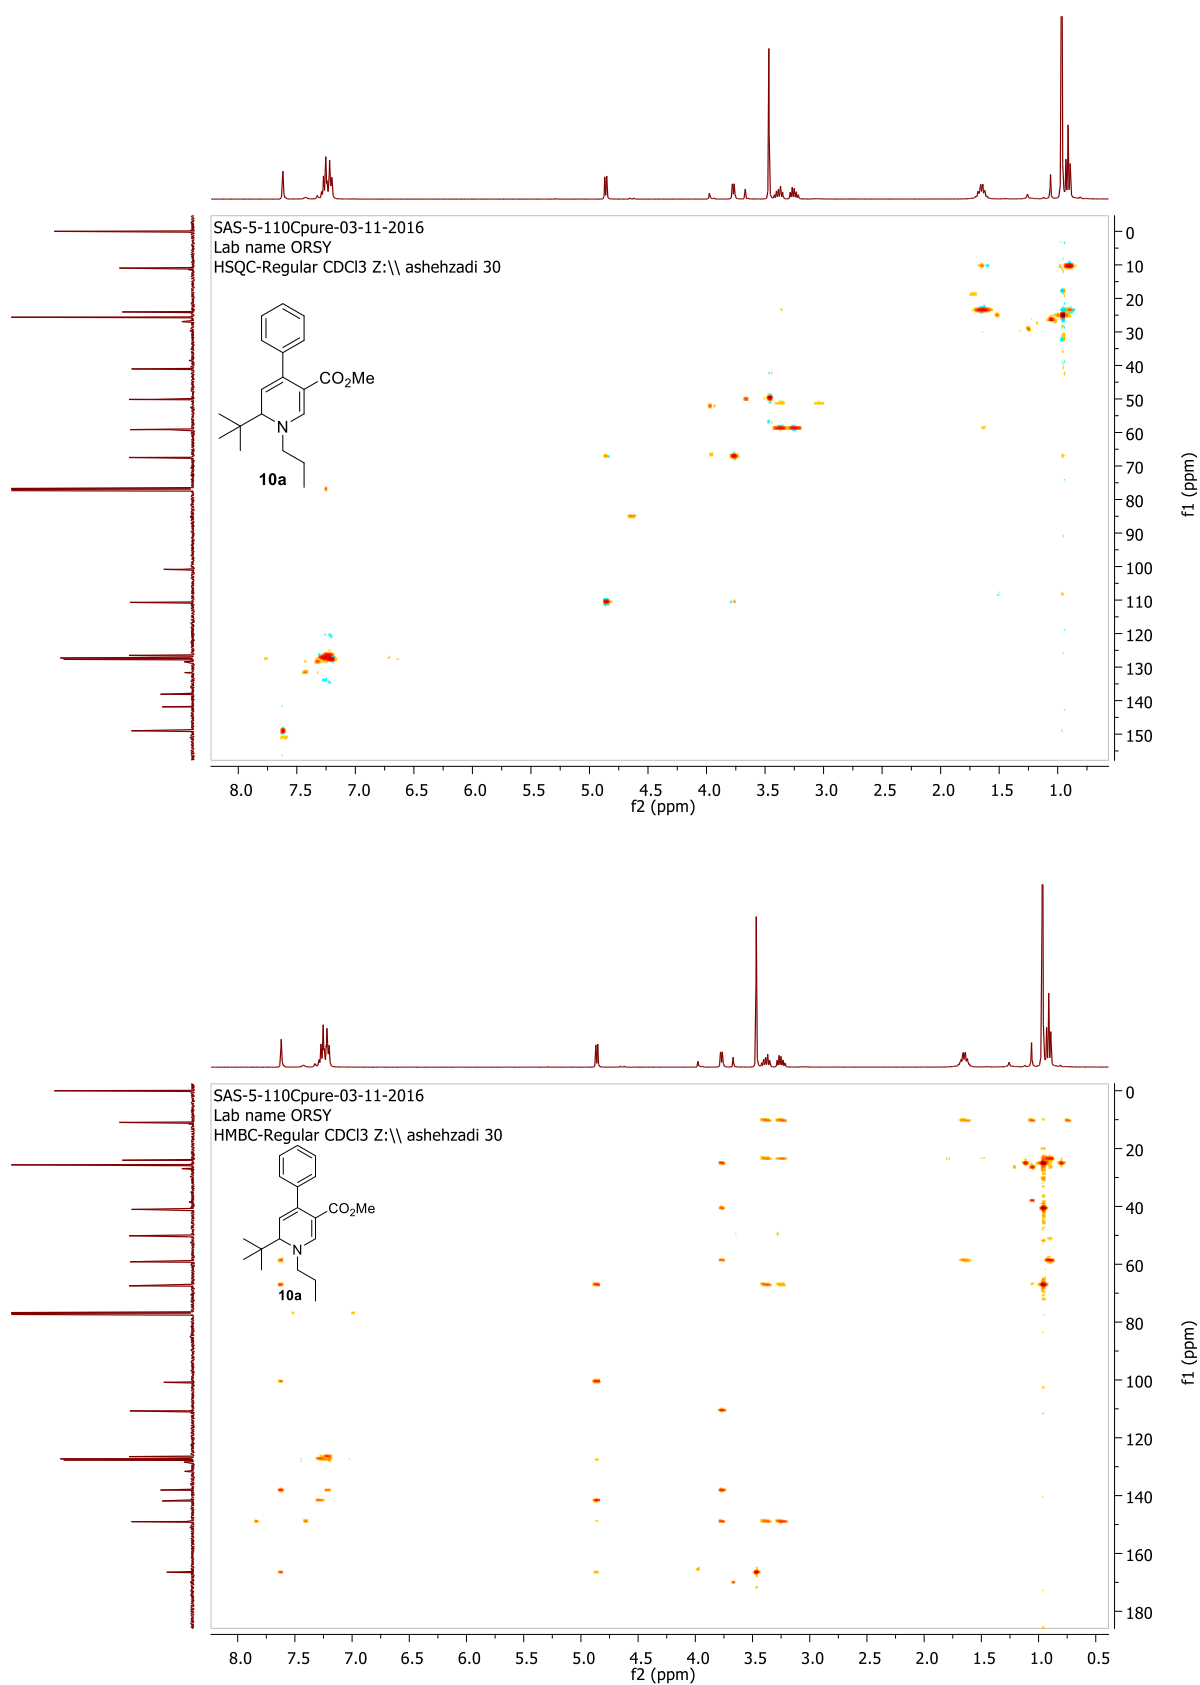 SAS-5-110Cpure-03-11-2016
Lab name ORSY
HSQC-Regular CDCl3 Z:\\ ashehzadi 30
CO2Me
N
10a
0
10
20
30
40
50
60
70
80
90
100
110
120
130
140
150
f1 (ppm)
8.0 7.5 7.0 6.5 6.0 5.5 5.0 4.5 4.0 3.5 3.0 2.5 2.0 1.5 1.0
f2 (ppm)
SAS-5-110Cpure-03-11-2016
Lab name ORSY
HMBC-Regular CDCl3 Z:\\ ashehzadi 30
CO2Me
N
10a
0
20
40
60
80
100
120
140
160
180
f1 (ppm)
8.0 7.5 7.0 6.5 6.0 5.5 5.0 4.5 4.0 3.5 3.0 2.5 2.0 1.5 1.0 0.5
f2 (ppm)